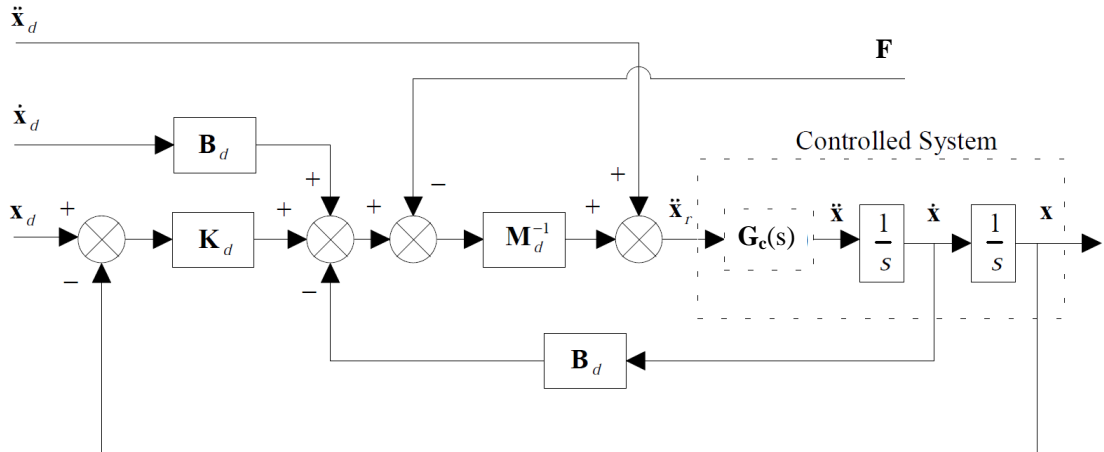 ẍ_d
F
ẋ_d
B_d
Controlled System
+
+
−
+
x_d
+
K_d
+
+
M_d^{-1}
+
ẍ_r
G_c(s)
ẍ
1/s
ẋ
1/s
x
−
−
B_d